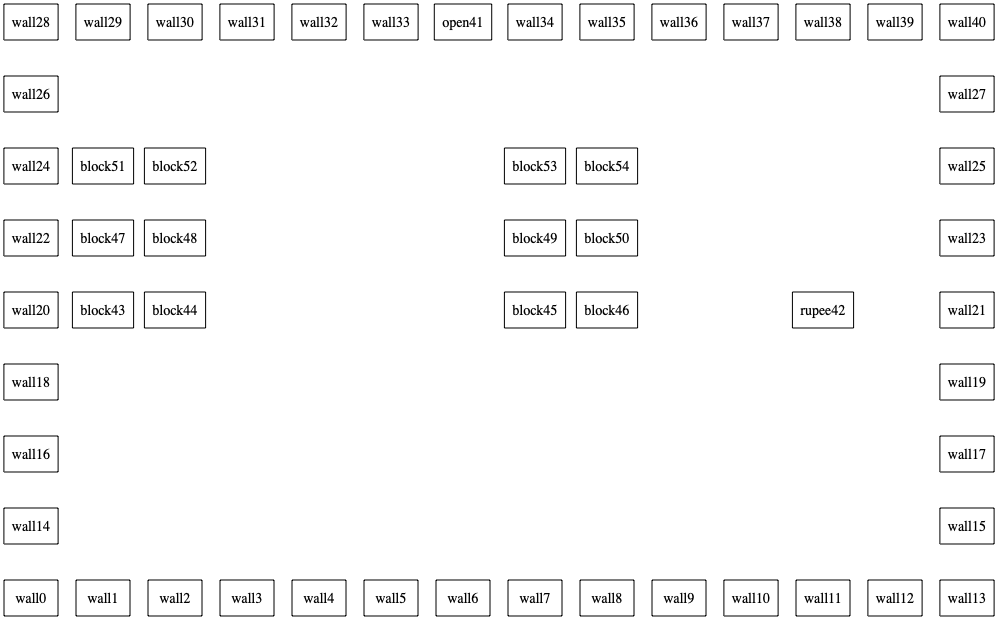 wall28 wall29 wall30 wall31 wall32 wall33 open41 wall34 wall35 wall36 wall37 wall38 wall39 wall40
wall26 wall27
wall24 block51 block52 block53 block54 wall25
wall22 block47 block48 block49 block50 wall23
wall20 block43 block44 block45 block46 rupee42 wall21
wall18 wall19
wall16 wall17
wall14 wall15
wall0 wall1 wall2 wall3 wall4 wall5 wall6 wall7 wall8 wall9 wall10 wall11 wall12 wall13